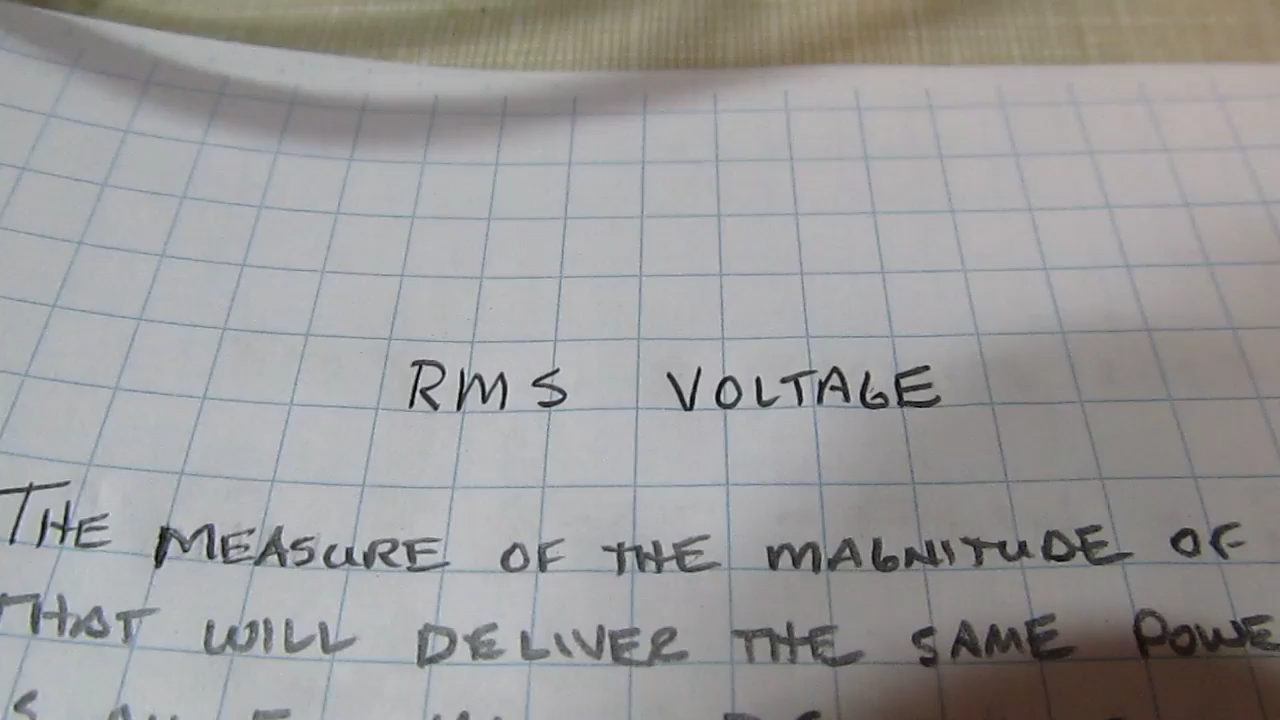 RMS VOLTAGE
THE MEASURE OF THE MAGNITUDE OF
THAT WILL DELIVER THE SAME POWE